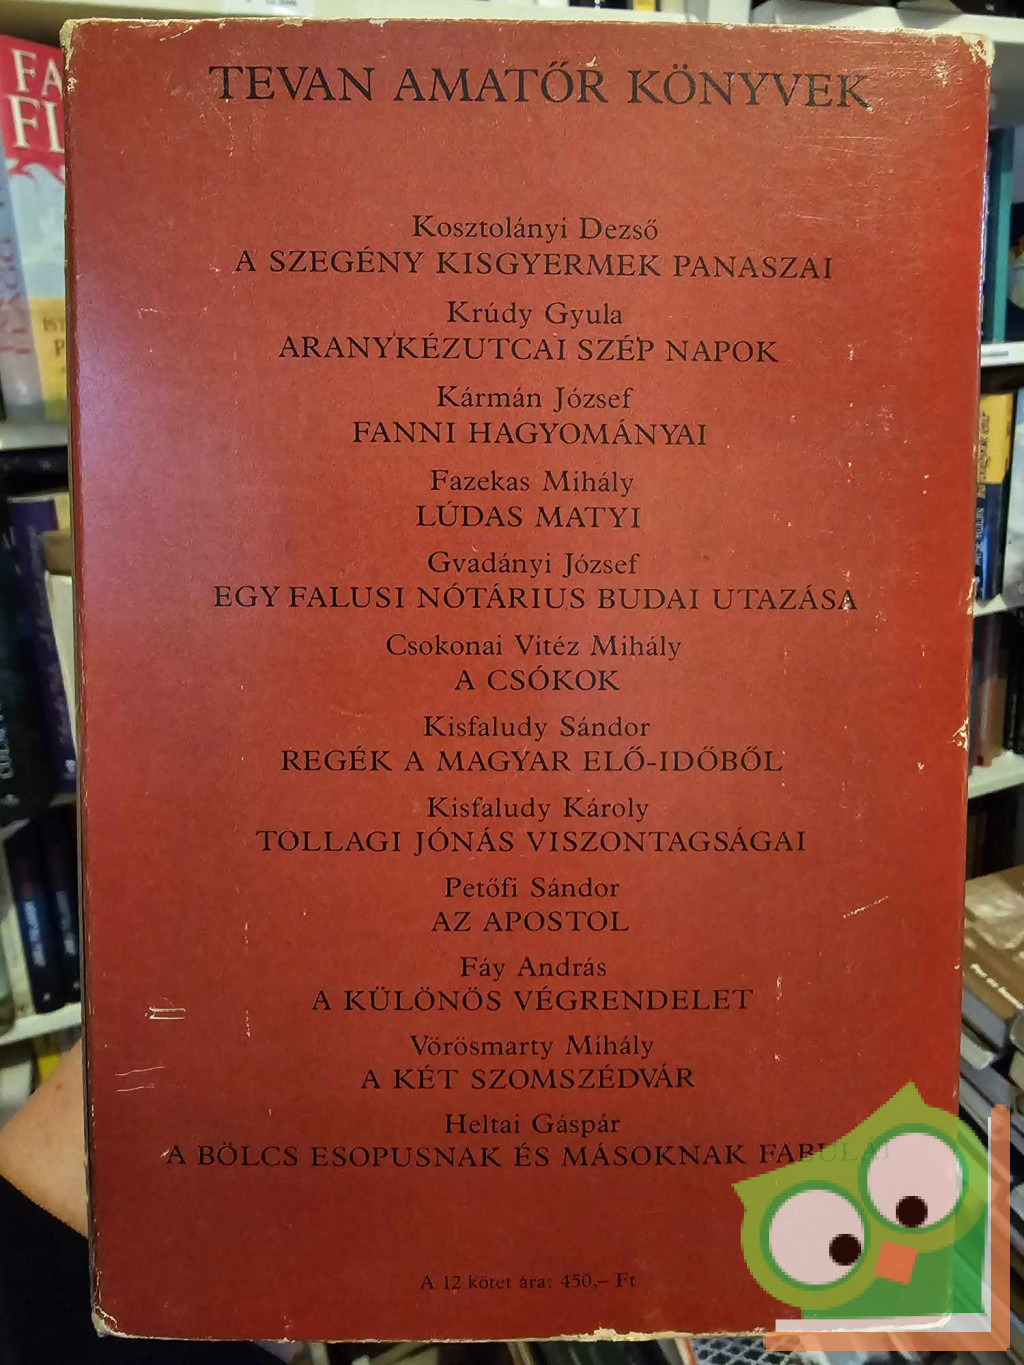 TEVAN AMATŐR KÖNYVEK
Kosztolányi Dezső
A SZEGÉNY KISGYERMEK PANASZAI
Krúdy Gyula
ARANYKÉZUTCAI SZÉP NAPOK
Kármán József
FANNI HAGYOMÁNYAI
Fazekas Mihály
LÚDAS MATYI
Gvadányi József
EGY FALUSI NÓTÁRIUS BUDAI UTAZÁSA
Csokonai Vitéz Mihály
A CSÓKOK
Kisfaludy Sándor
REGÉK A MAGYAR ELŐ-IDŐBŐL
Kisfaludy Károly
TOLLAGI JÓNÁS VISZONTAGSÁGAI
Petőfi Sándor
AZ APOSTOL
Fáy András
A KÜLÖNÖS VÉGRENDELET
Vörösmarty Mihály
A KÉT SZOMSZÉDVÁR
Heltai Gáspár
A BÖLCS ESOPUSNAK ÉS MÁSOKNAK FABULÁI
A 12 kötet ára: 450,– Ft